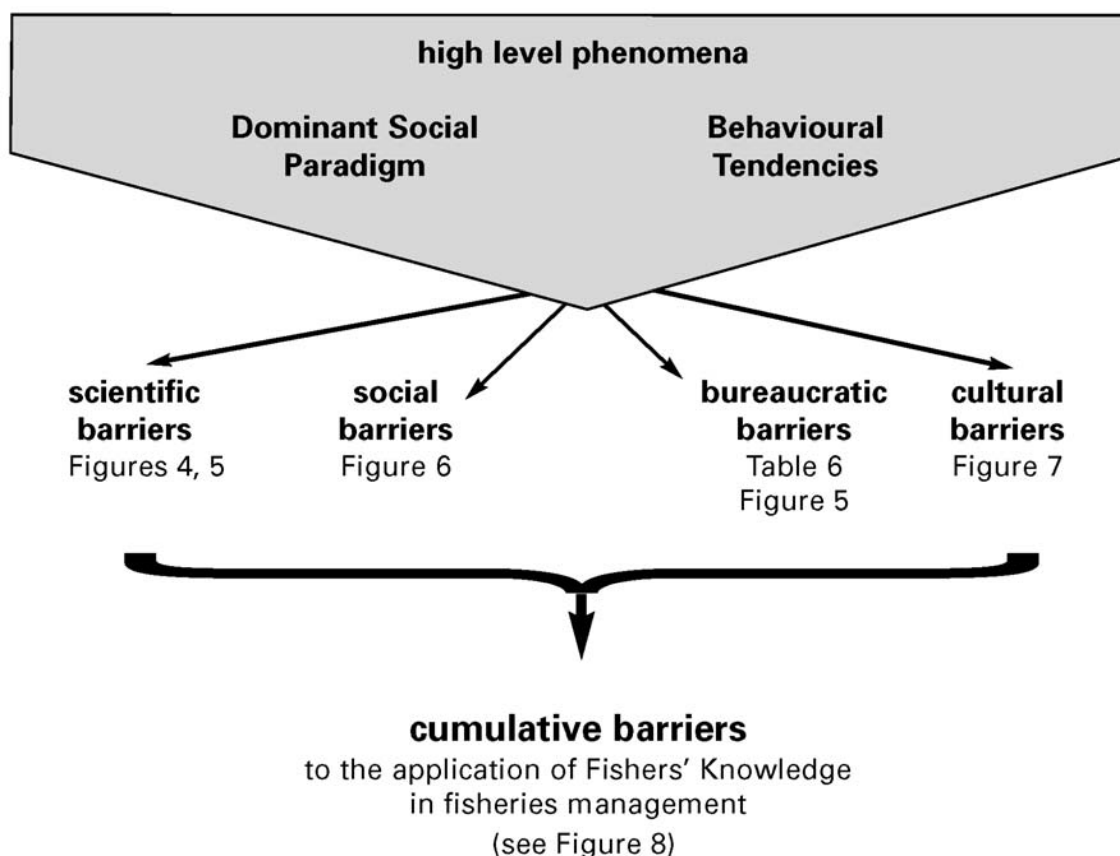 high level phenomena
Dominant Social
Paradigm
Behavioural
Tendencies
scientific
barriers
Figures 4, 5
social
barriers
Figure 6
bureaucratic
barriers
Table 6
Figure 5
cultural
barriers
Figure 7
cumulative barriers
to the application of Fishers’ Knowledge
in fisheries management
(see Figure 8)